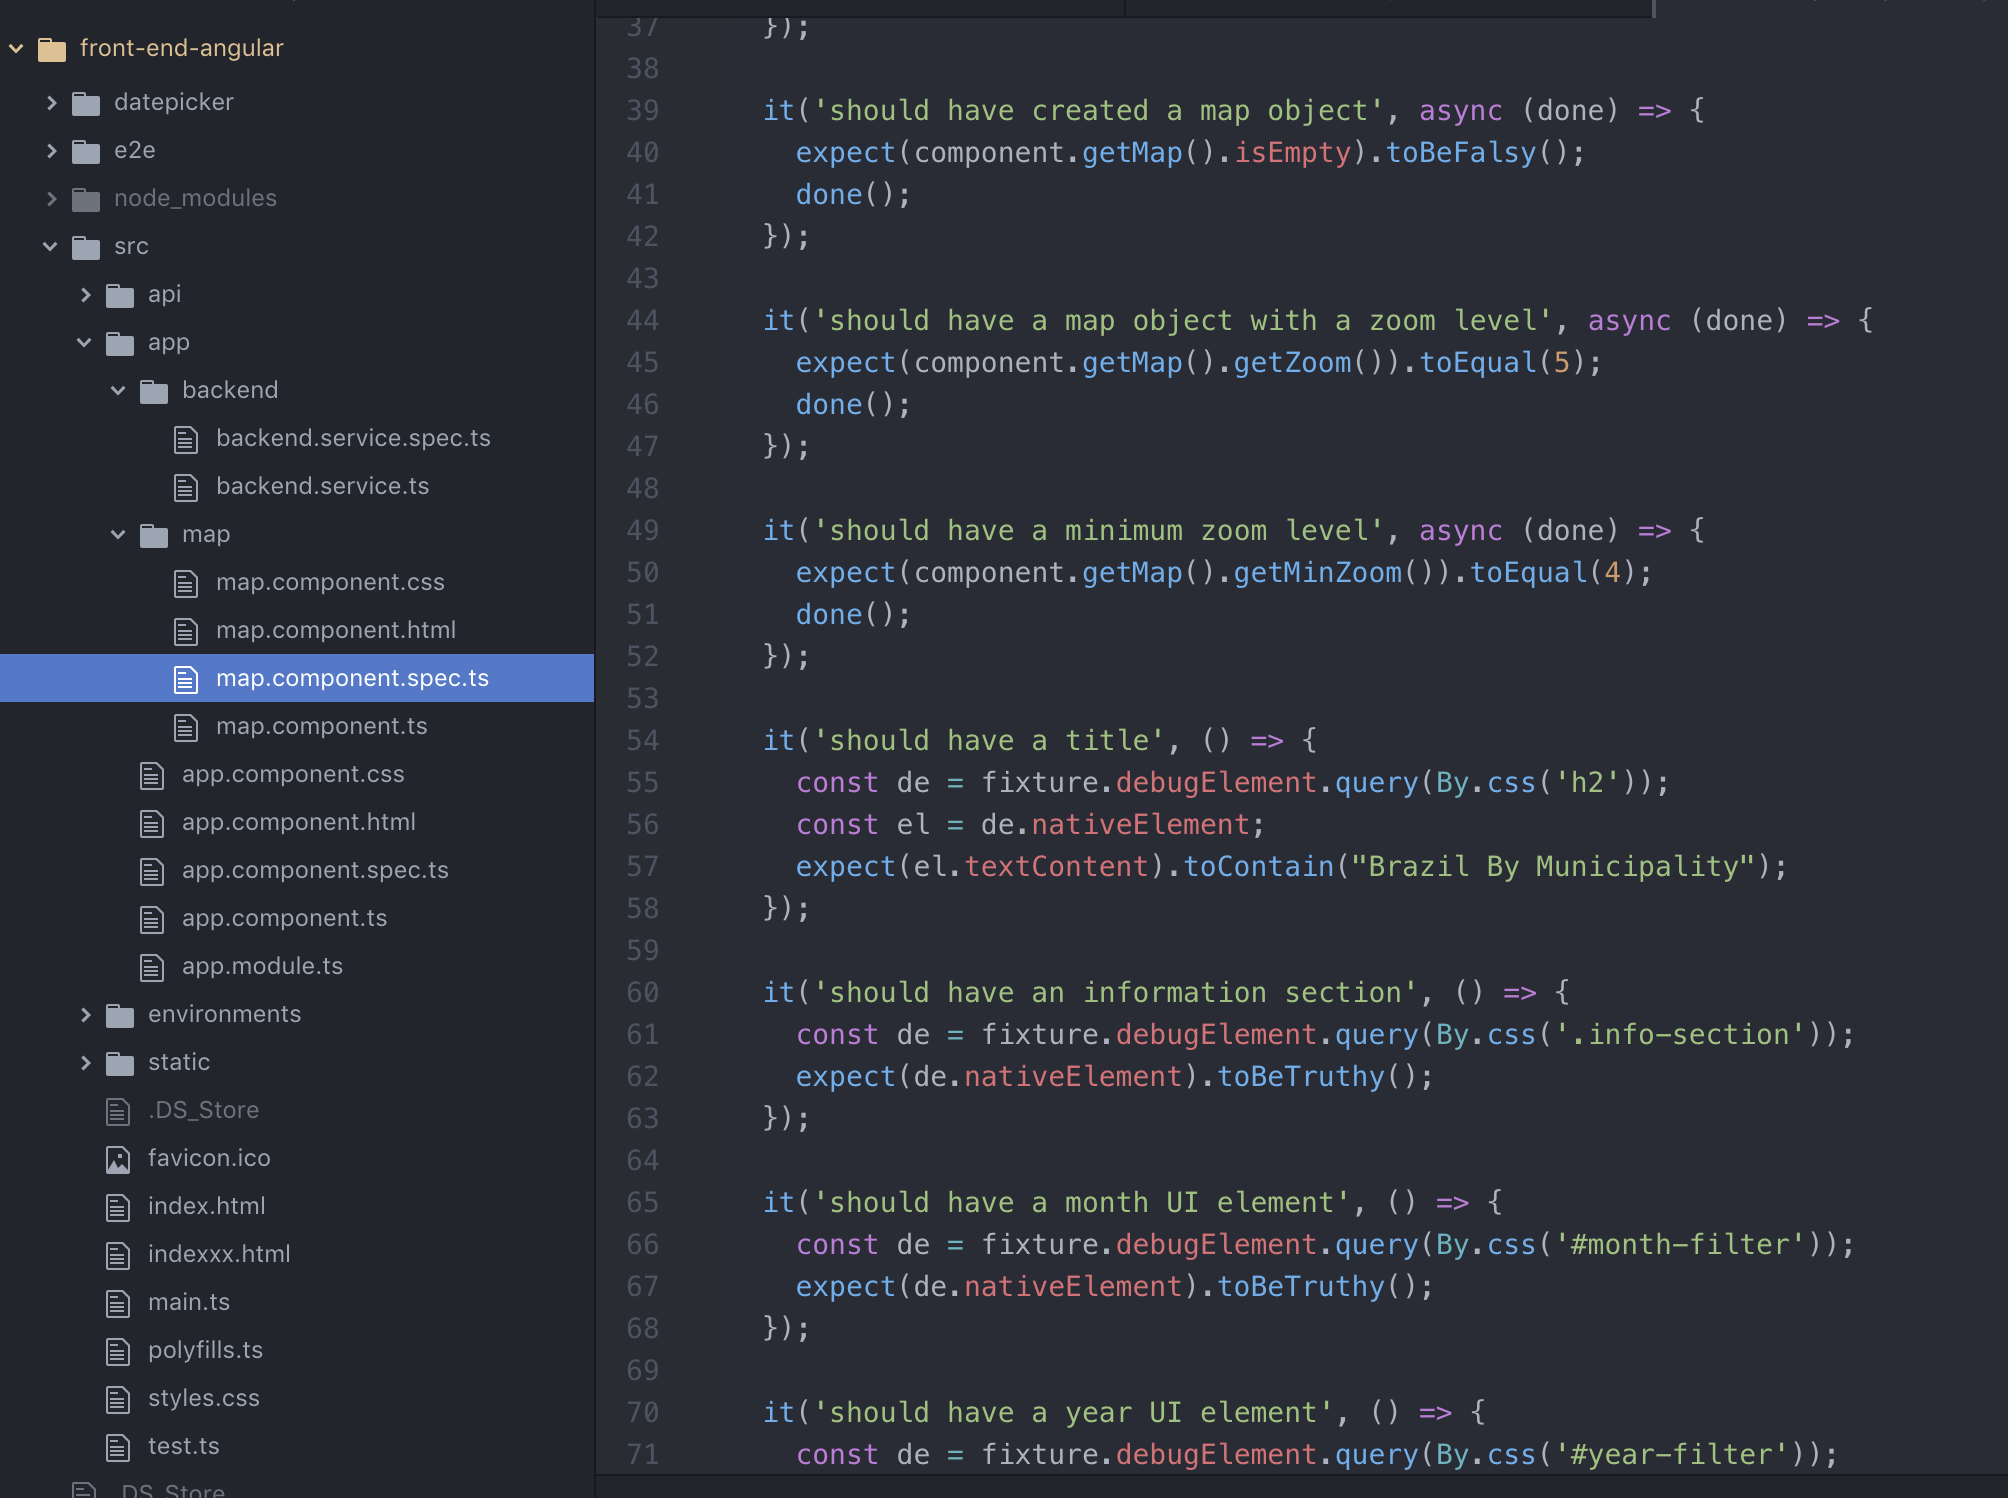 front-end-angular
datepicker
e2e
node_modules
src
api
app
backend
backend.service.spec.ts
backend.service.ts
map
map.component.css
map.component.html
map.component.spec.ts
map.component.ts
app.component.css
app.component.html
app.component.spec.ts
app.component.ts
app.module.ts
environments
static
.DS_Store
favicon.ico
index.html
indexxx.html
main.ts
polyfills.ts
styles.css
test.ts
.DS_Store
37 });
38
39 it('should have created a map object', async (done) => {
40 expect(component.getMap().isEmpty).toBeFalsy();
41 done();
42 });
43
44 it('should have a map object with a zoom level', async (done) => {
45 expect(component.getMap().getZoom()).toEqual(5);
46 done();
47 });
48
49 it('should have a minimum zoom level', async (done) => {
50 expect(component.getMap().getMinZoom()).toEqual(4);
51 done();
52 });
53
54 it('should have a title', () => {
55 const de = fixture.debugElement.query(By.css('h2'));
56 const el = de.nativeElement;
57 expect(el.textContent).toContain("Brazil By Municipality");
58 });
59
60 it('should have an information section', () => {
61 const de = fixture.debugElement.query(By.css('.info-section'));
62 expect(de.nativeElement).toBeTruthy();
63 });
64
65 it('should have a month UI element', () => {
66 const de = fixture.debugElement.query(By.css('#month-filter'));
67 expect(de.nativeElement).toBeTruthy();
68 });
69
70 it('should have a year UI element', () => {
71 const de = fixture.debugElement.query(By.css('#year-filter'));